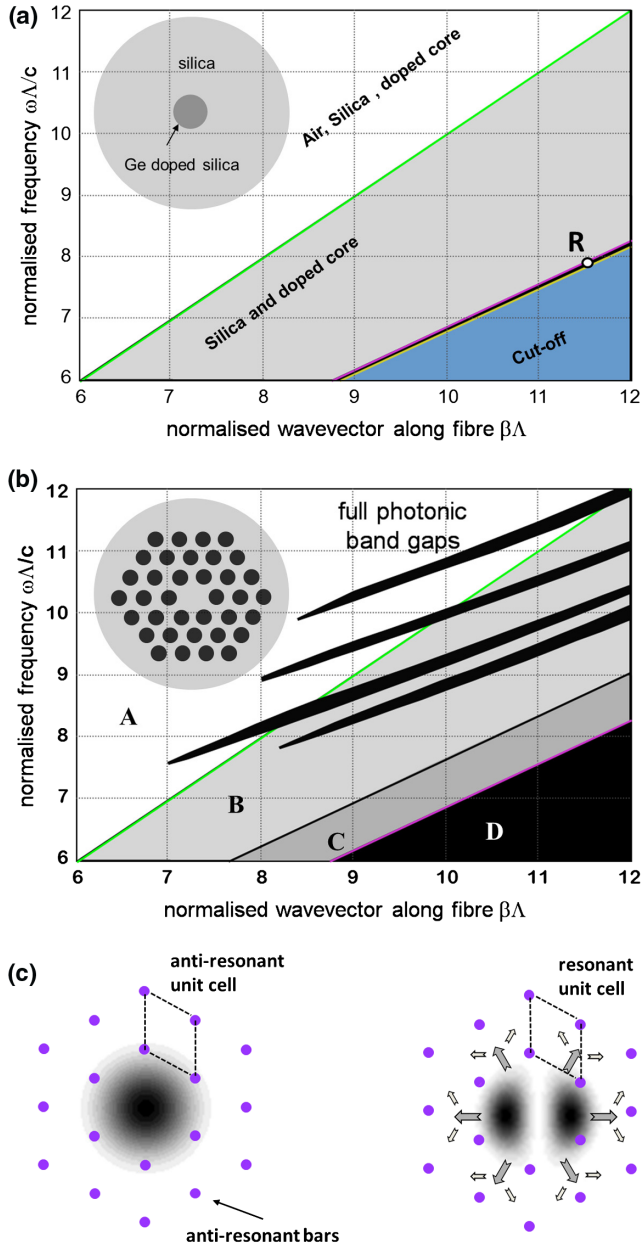 (a)
12
11
10
9
8
7
6
normalised frequency ωΛ/c
silica
Ge doped silica
Air, Silica , doped core
Silica and doped core
R
Cut-off
6
7
8
9
10
11
12
normalised wavevector along fibre βΛ
(b)
12
11
10
9
8
7
6
normalised frequency ωΛ/c
full photonic
band gaps
A
B
C
D
6
7
8
9
10
11
12
normalised wavevector along fibre βΛ
(c)
anti-resonant
unit cell
anti-resonant bars
resonant
unit cell